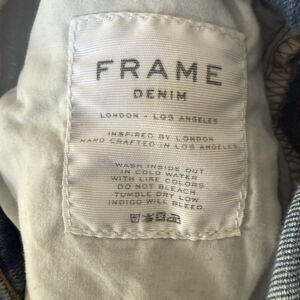 FRAME
DENIM
LONDON - LOS ANGELES
INSPIRED BY LONDON
HAND CRAFTED IN LOS ANGELES
WASH INSIDE OUT
IN COLD WATER
WITH LIKE COLORS
DO NOT BLEACH
TUMBLE DRY LOW
INDIGO WILL BLEED